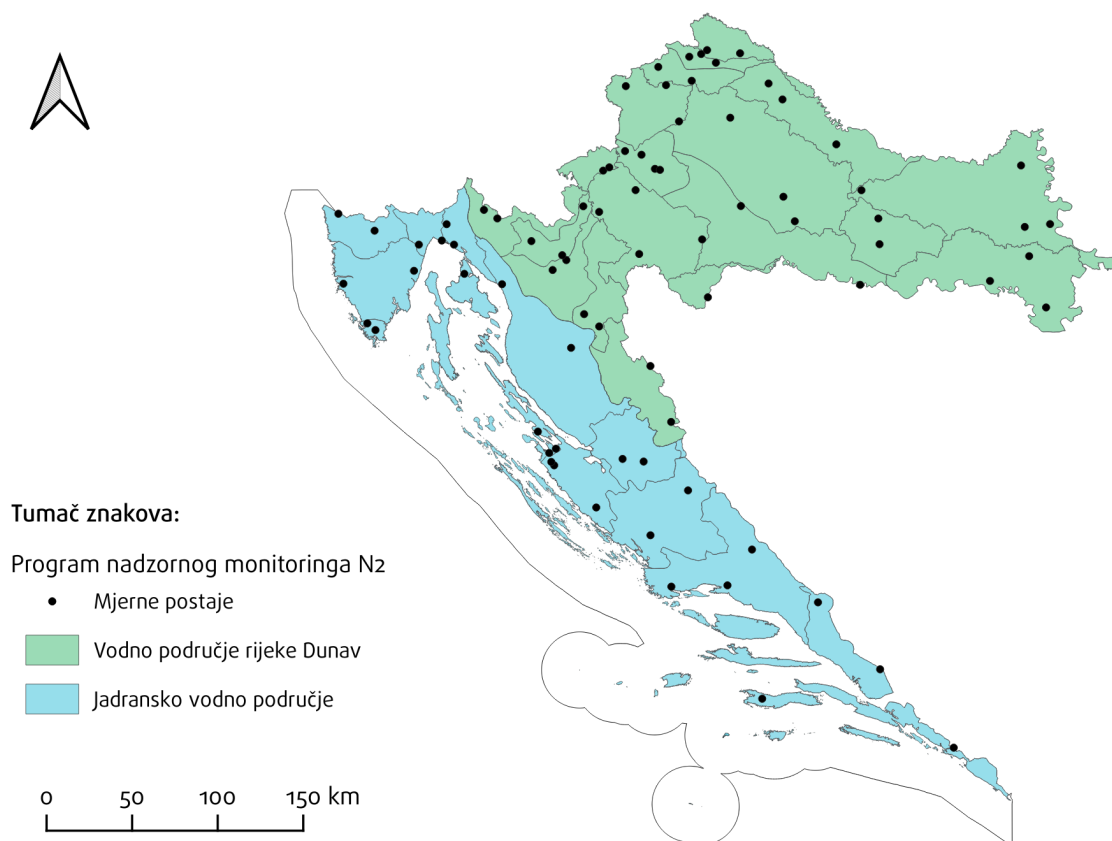 Tumač znakova:
Program nadzornog monitoringa N2
Mjerne postaje
Vodno područje rijeke Dunav
Jadransko vodno područje
0 50 100 150 km